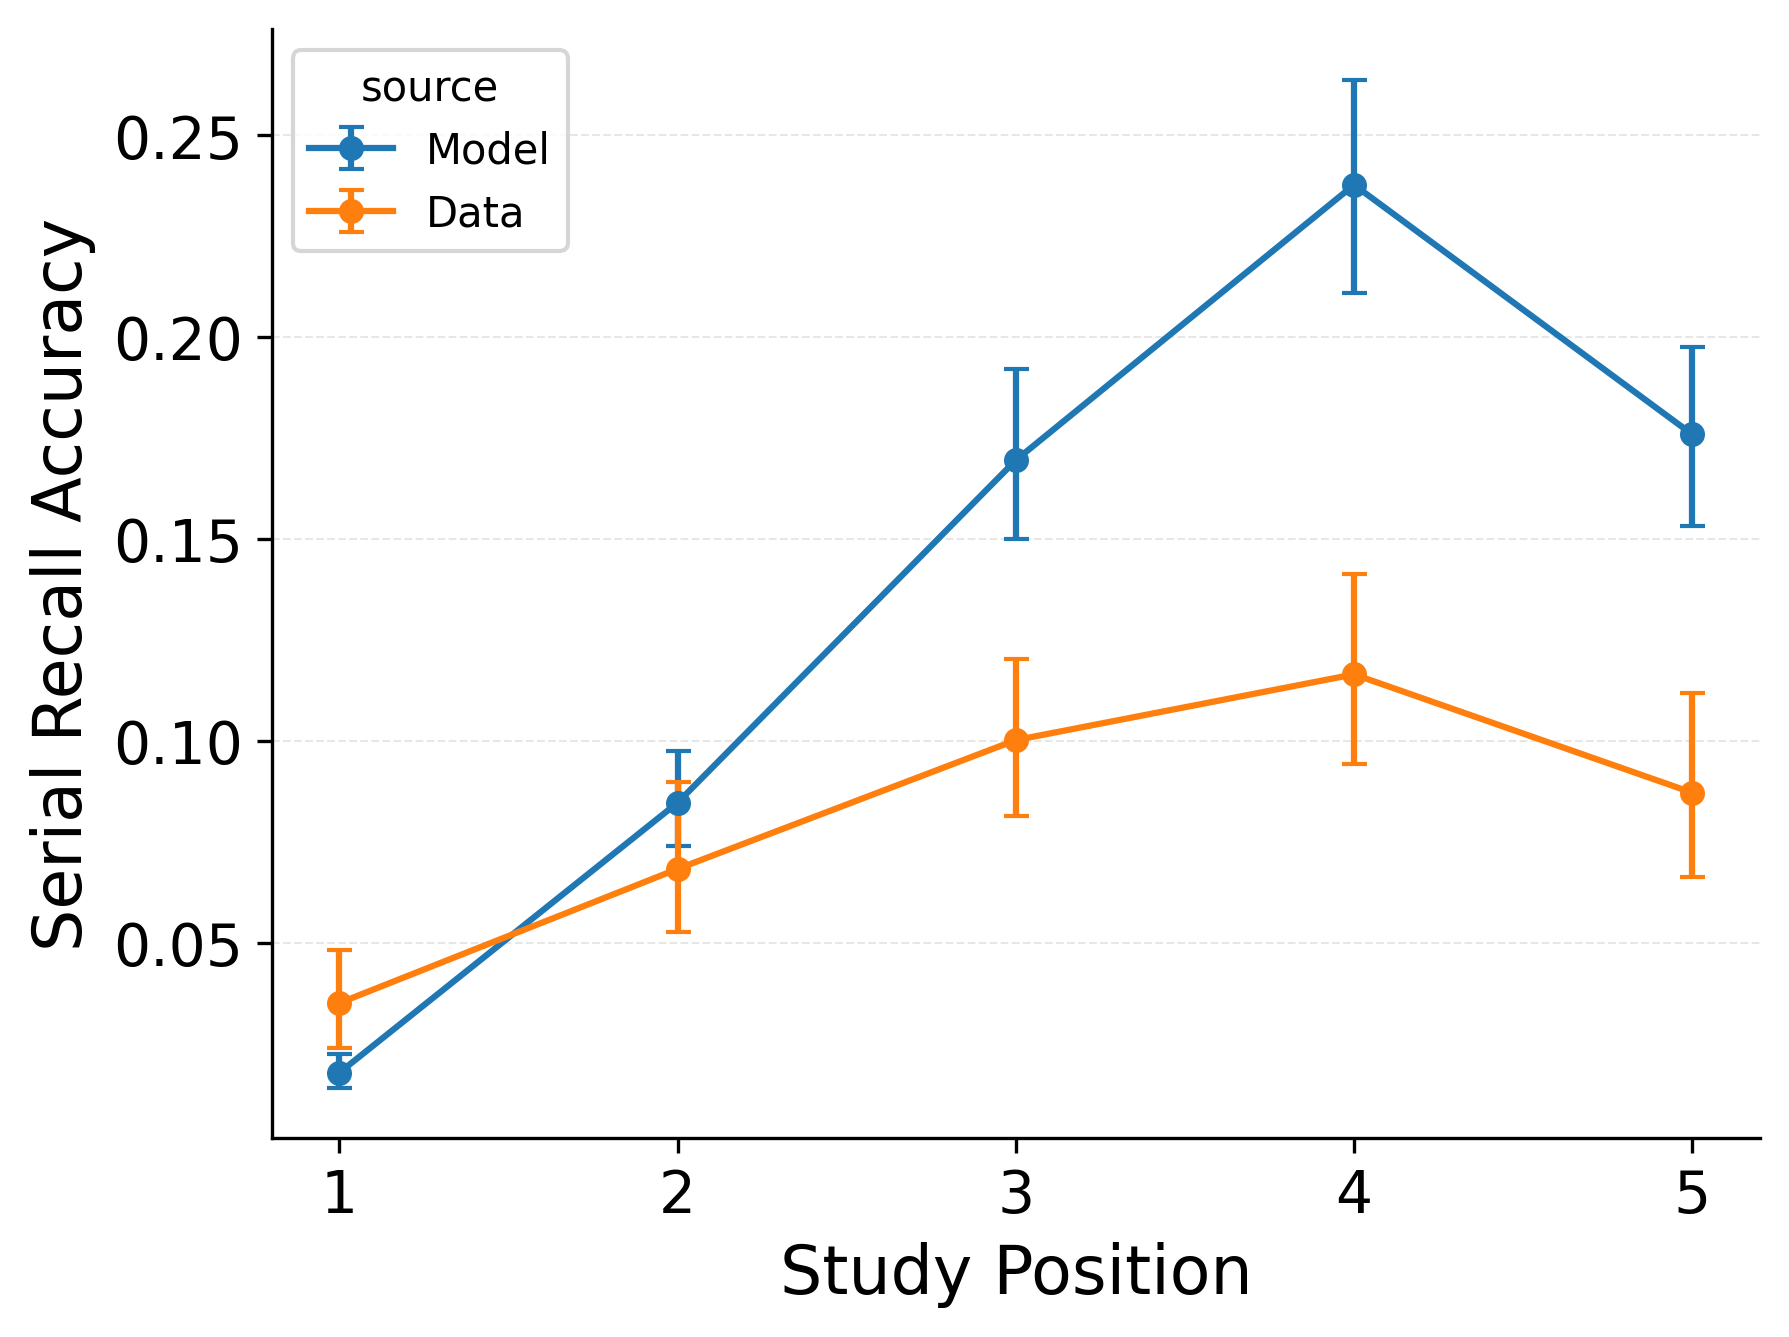 source
Model
Data
Serial Recall Accuracy
0.25
0.20
0.15
0.10
0.05
1 2 3 4 5
Study Position